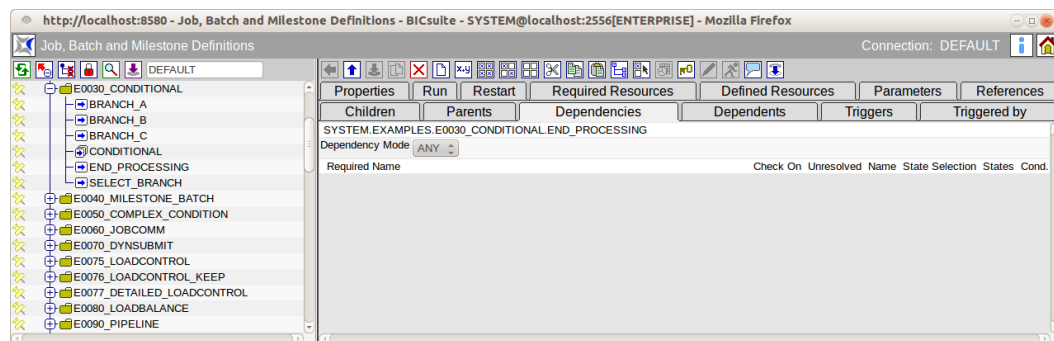 http://localhost:8580 - Job, Batch and Milestone Definitions - BICsuite - SYSTEM@localhost:2556[ENTERPRISE] - Mozilla Firefox
Job, Batch and Milestone Definitions
Connection: DEFAULT
DEFAULT
E0030_CONDITIONAL
BRANCH_A
BRANCH_B
BRANCH_C
CONDITIONAL
END_PROCESSING
SELECT_BRANCH
E0040_MILESTONE_BATCH
E0050_COMPLEX_CONDITION
E0060_JOBCOMM
E0070_DYNSUBMIT
E0075_LOADCONTROL
E0076_LOADCONTROL_KEEP
E0077_DETAILED_LOADCONTROL
E0080_LOADBALANCE
E0090_PIPELINE
Properties Run Restart Required Resources Defined Resources Parameters References
Children Parents Dependencies Dependents Triggers Triggered by
SYSTEM.EXAMPLES.E0030_CONDITIONAL.END_PROCESSING
Dependency Mode ANY
Required Name Check On Unresolved Name State Selection States Cond.